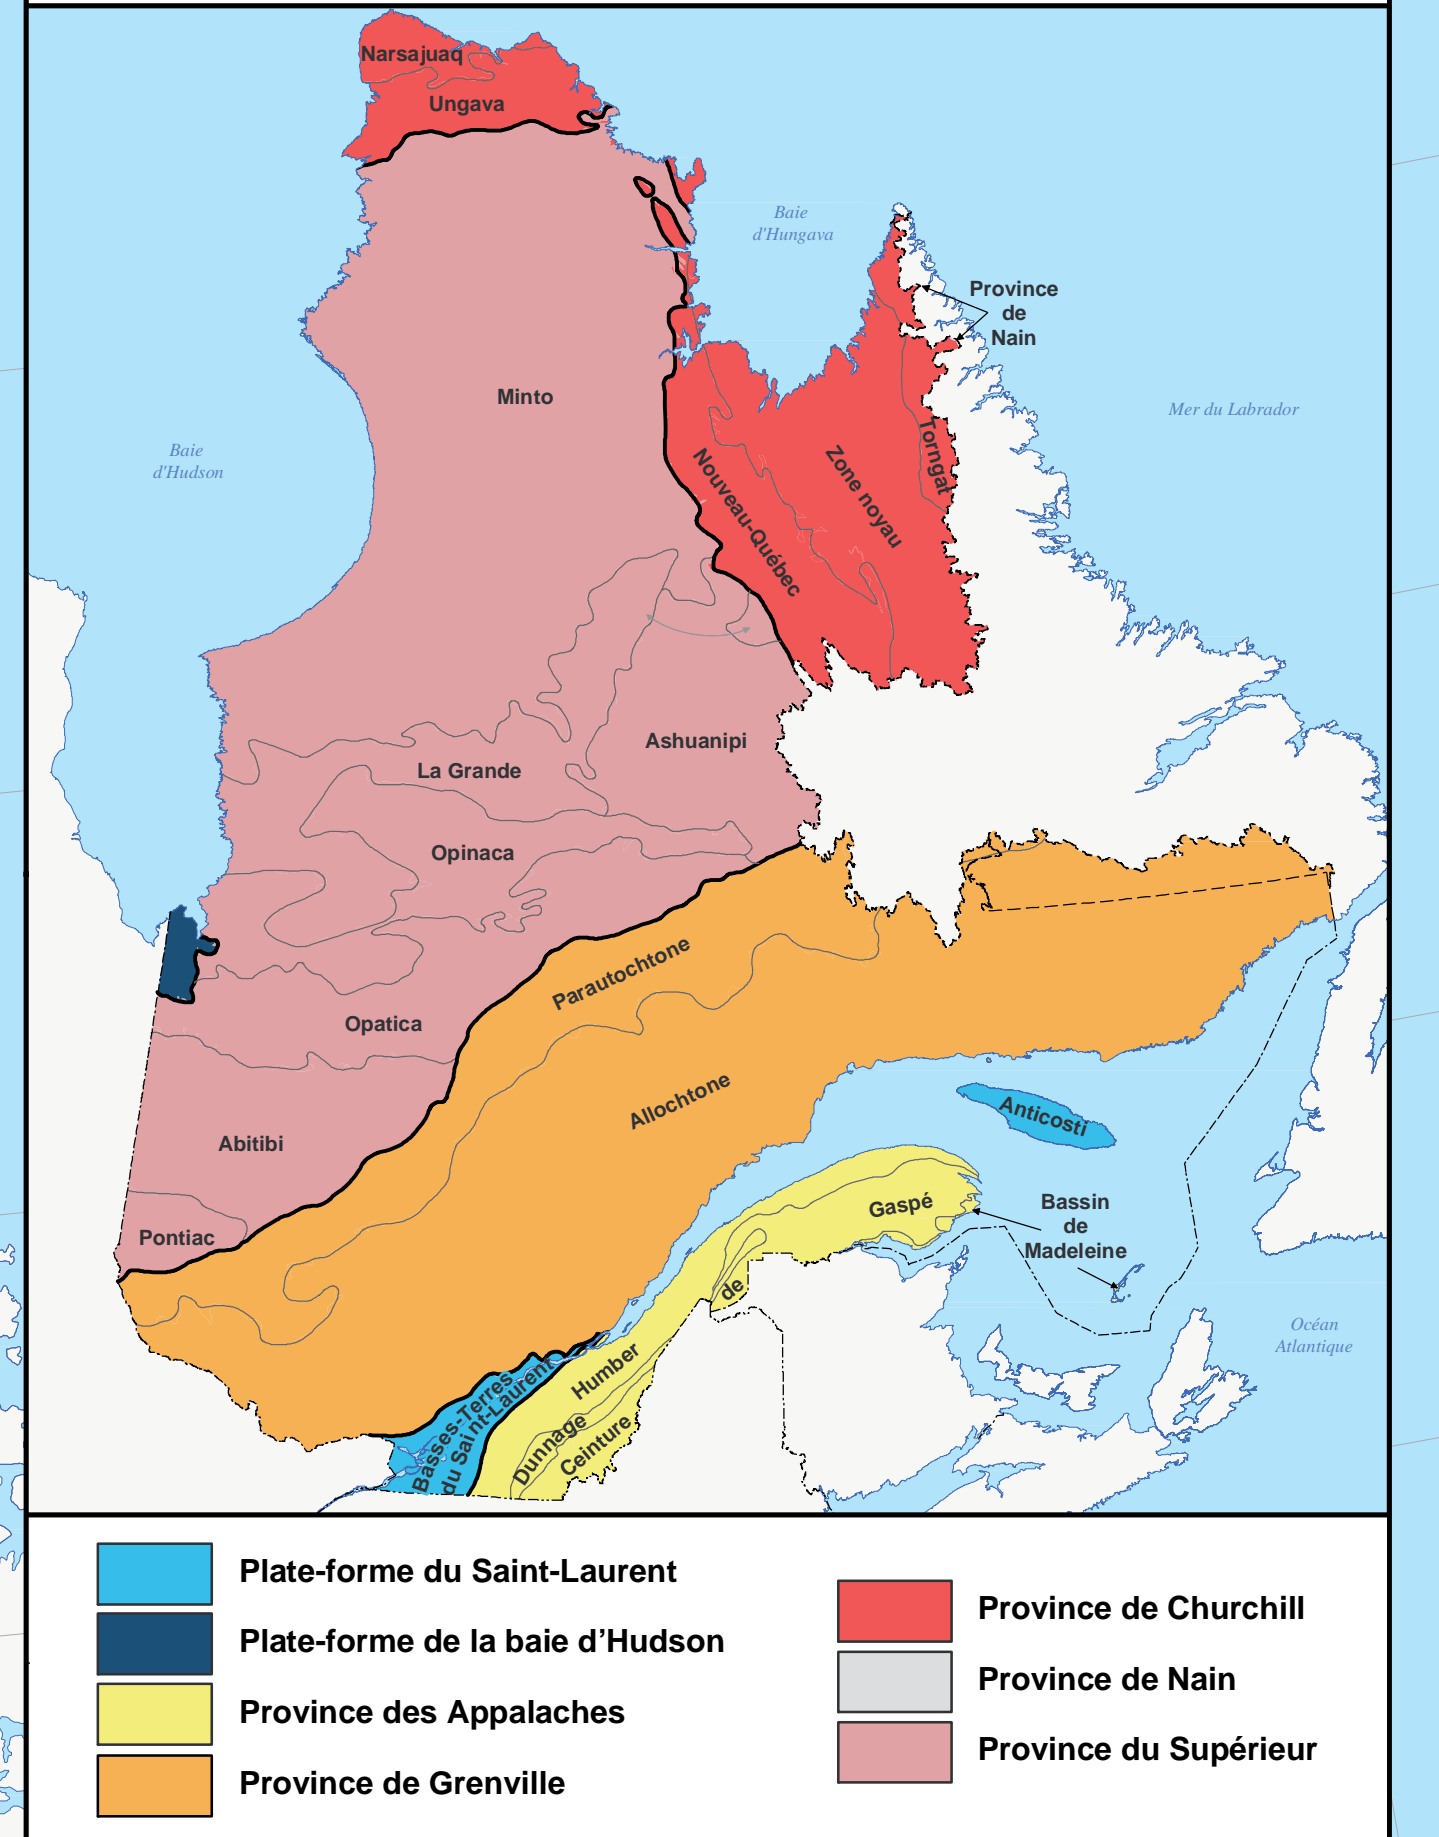 Narsajuaq
Ungava
Baie
d'Hungava
Province
de
Nain
Minto
Mer du Labrador
Baie
d'Hudson
Torngat
Zone noyau
Nouveau-Québec
Ashuanipi
La Grande
Opinaca
Parautochtone
Opatica
Allochtone
Anticosti
Abitibi
Gaspé
Bassin
de
Madeleine
Pontiac
de
Océan
Atlantique
Humber
Basses-Terres
du Saint-Laurent
Dunnage
Ceinture
Plate-forme du Saint-Laurent
Plate-forme de la baie d’Hudson
Province des Appalaches
Province de Grenville
Province de Churchill
Province de Nain
Province du Supérieur